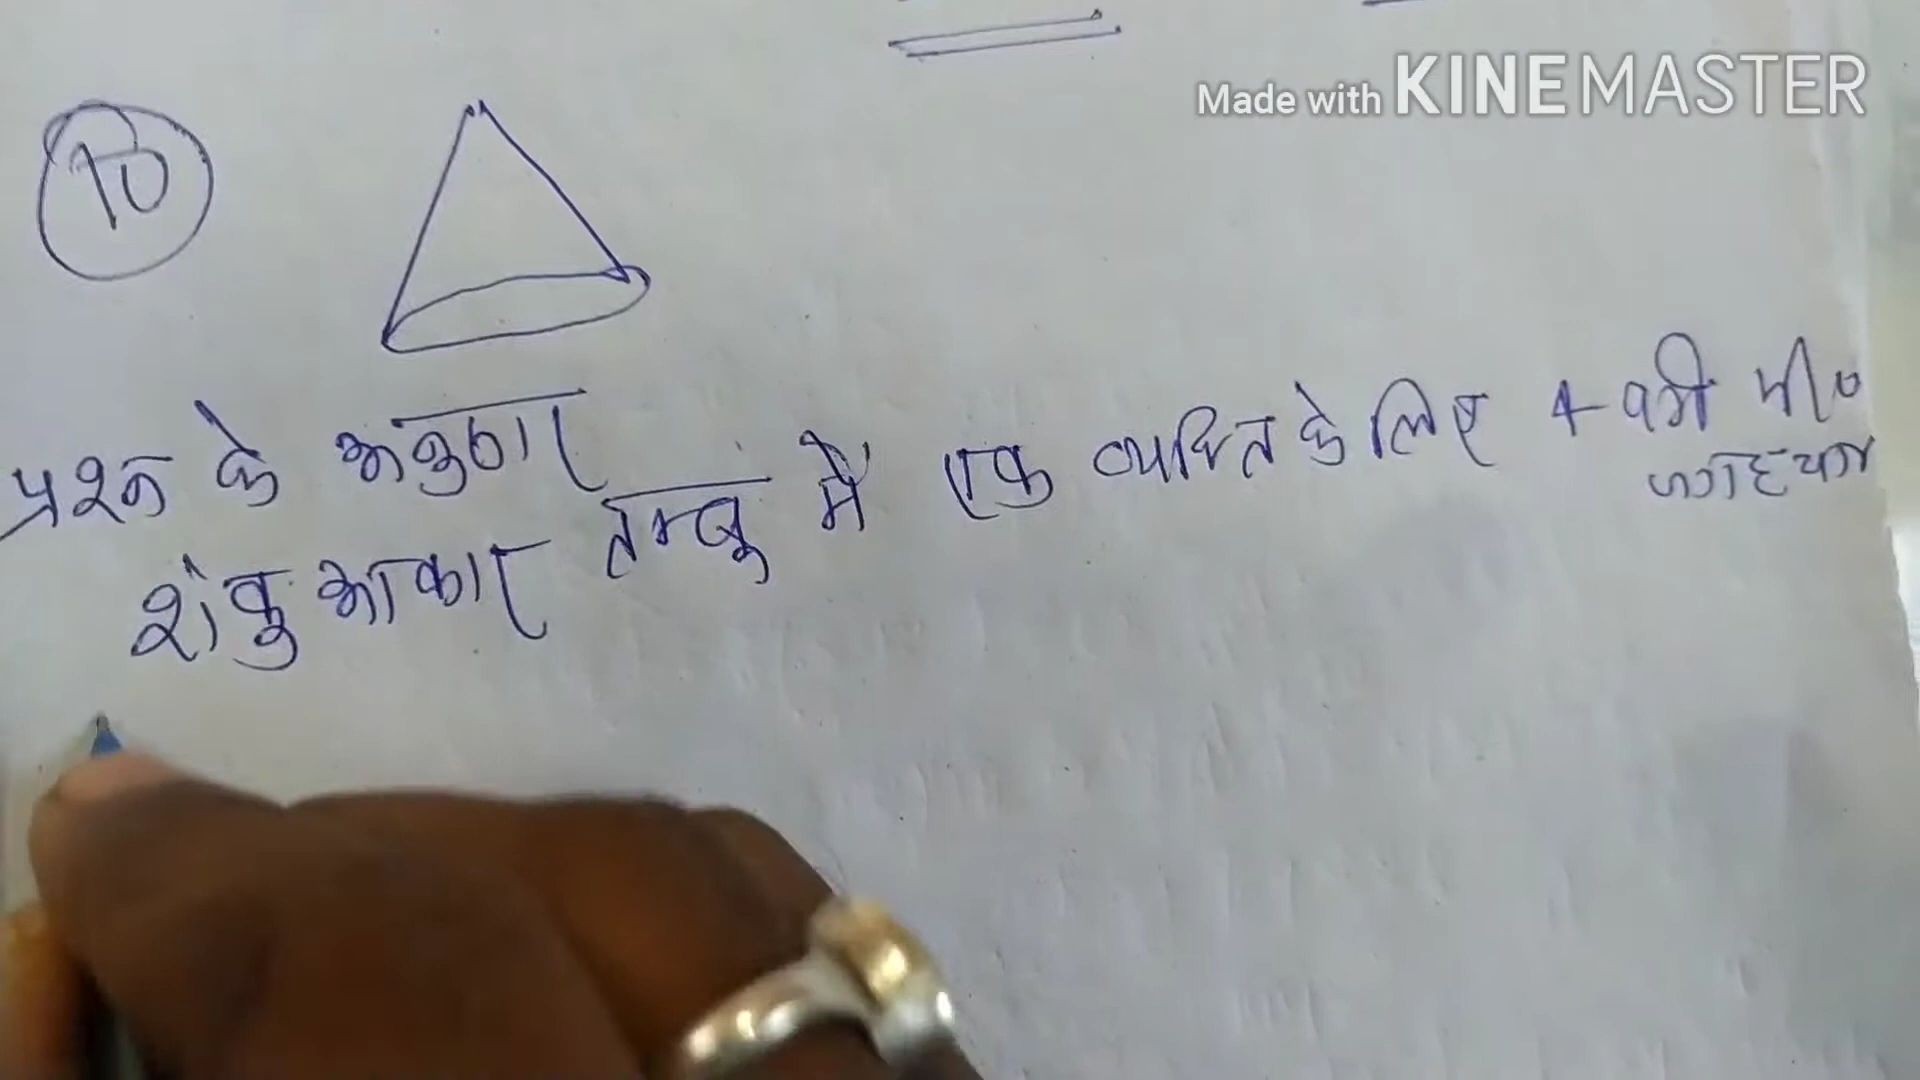 Made with KINEMASTER
10
प्रश्न के अनुसार
शंकु आकार तम्बू में एक व्यक्ति के लिए 4 वर्ग मी०
जगह